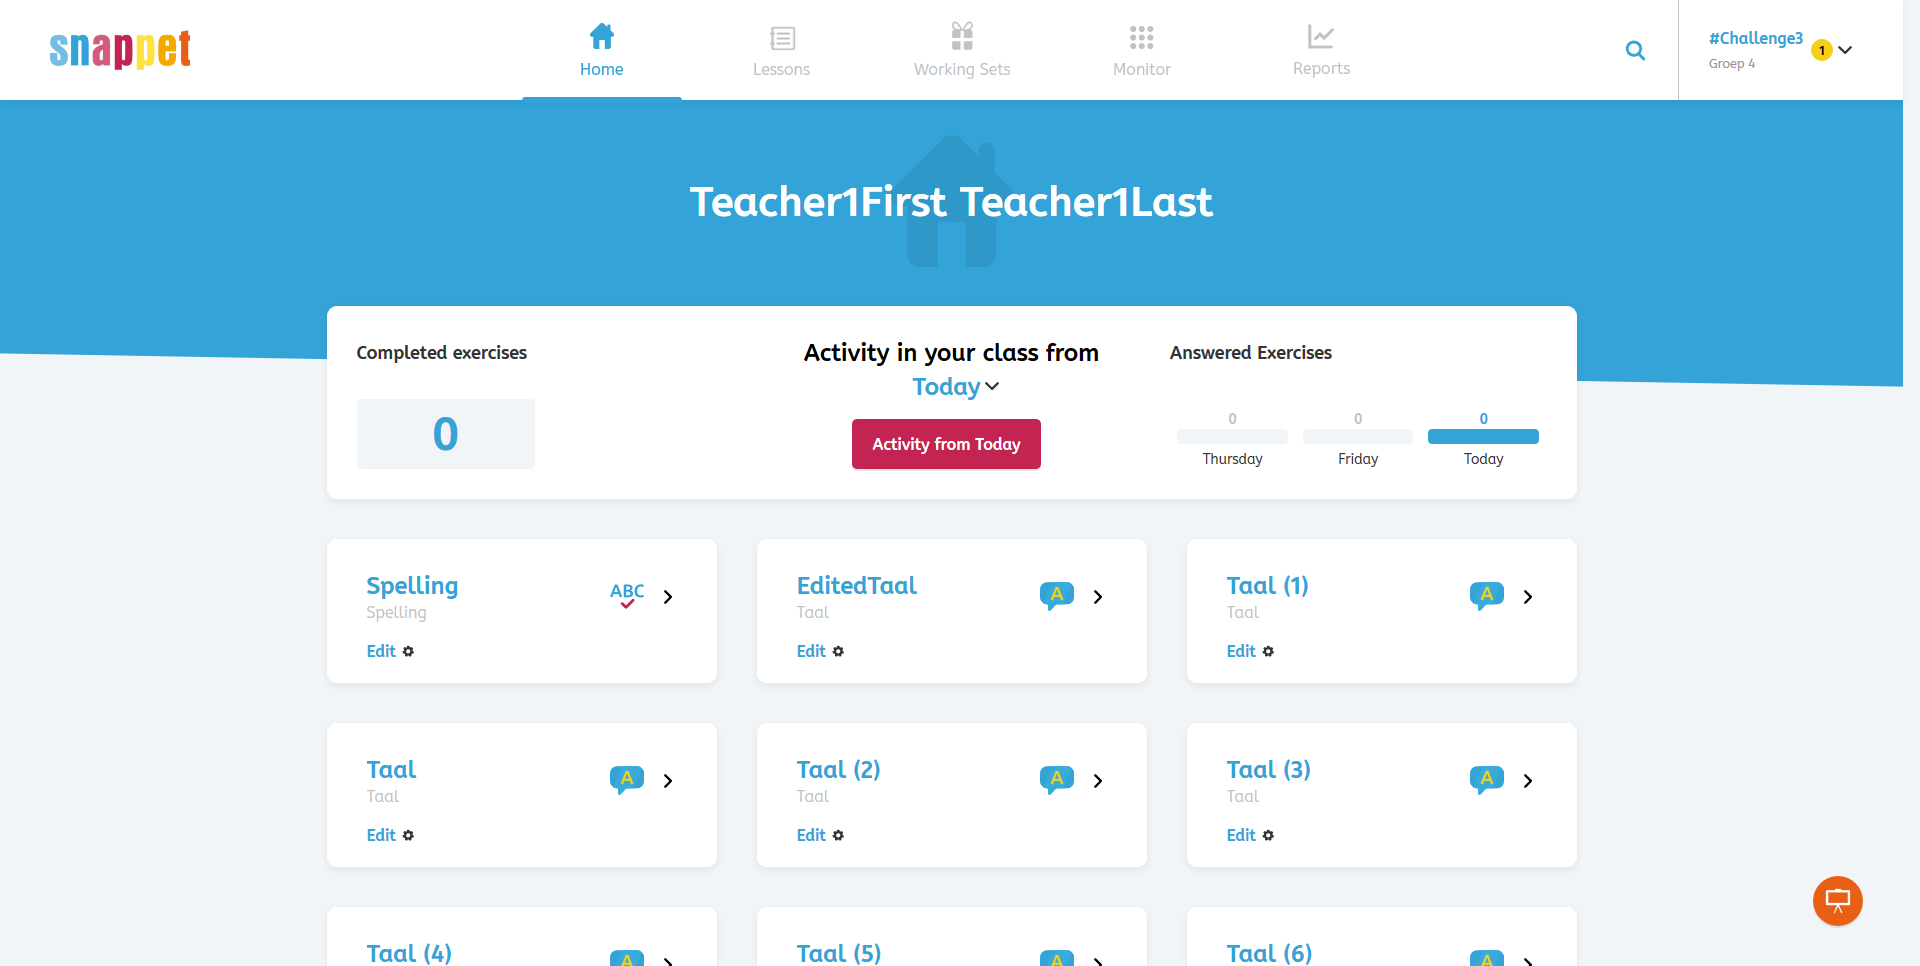 snappet
Home
Lessons
Working Sets
Monitor
Reports
#Challenge3
Groep 4
1
Teacher1First Teacher1Last
Completed exercises
0
Activity in your class from
Today
Activity from Today
Answered Exercises
0
0
0
Thursday
Friday
Today
Spelling
Spelling
ABC
Edit
EditedTaal
Taal
A
Edit
Taal (1)
Taal
A
Edit
Taal
Taal
A
Edit
Taal (2)
Taal
A
Edit
Taal (3)
Taal
A
Edit
Taal (4)
A
Taal (5)
A
Taal (6)
A